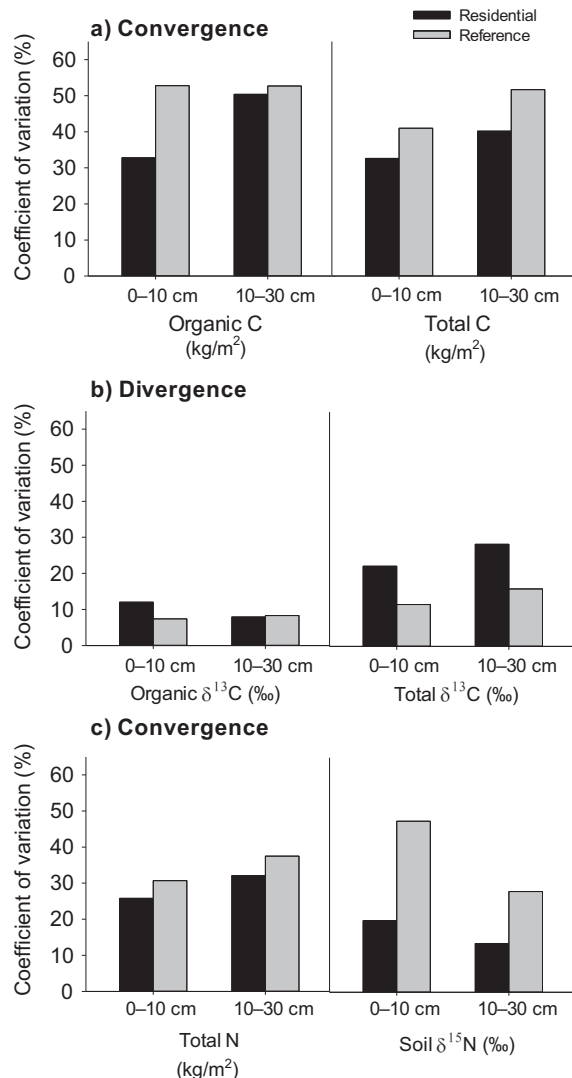 Residential
Reference
a) Convergence
Coefficient of variation (%)
60
50
40
30
20
10
0
0–10 cm 10–30 cm 0–10 cm 10–30 cm
Organic C Total C
(kg/m²) (kg/m²)
b) Divergence
Coefficient of variation (%)
60
50
40
30
20
10
0
0–10 cm 10–30 cm 0–10 cm 10–30 cm
Organic δ¹³C (‰) Total δ¹³C (‰)
c) Convergence
Coefficient of variation (%)
60
50
40
30
20
10
0
0–10 cm 10–30 cm 0–10 cm 10–30 cm
Total N Soil δ¹⁵N (‰)
(kg/m²)